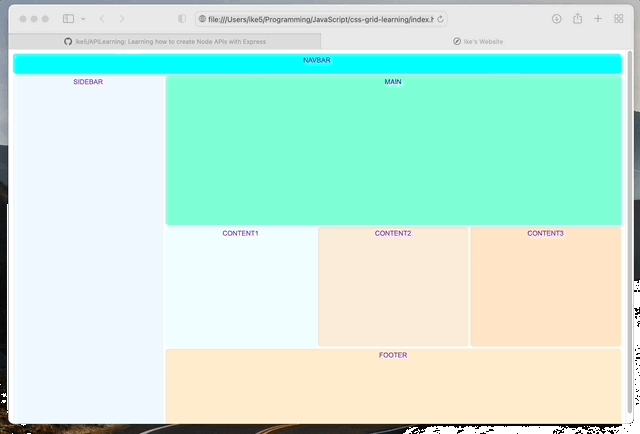 file:///Users/ike5/Programming/JavaScript/css-grid-learning/index.h
ike5/APILearning: Learning how to create Node APIs with Express
Ike's Website
NAVBAR
SIDEBAR
MAIN
CONTENT1
CONTENT2
CONTENT3
FOOTER